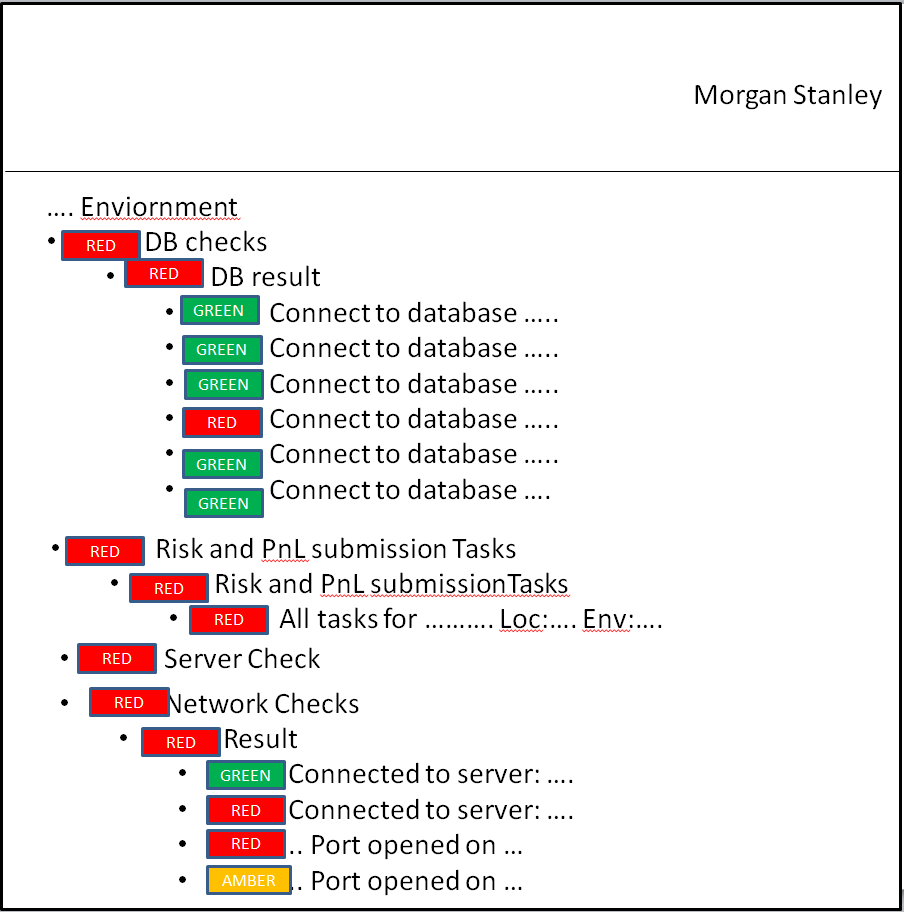 Morgan Stanley
.... Enviornment
• RED DB checks
• RED DB result
• GREEN Connect to database .....
• GREEN Connect to database .....
• GREEN Connect to database .....
• RED Connect to database .....
• GREEN Connect to database .....
• GREEN Connect to database ....
• RED Risk and PnL submission Tasks
• RED Risk and PnL submissionTasks
• RED All tasks for .......... Loc:.... Env:....
• RED Server Check
• RED Network Checks
• RED Result
• GREEN Connected to server: ....
• RED Connected to server: ....
• RED .. Port opened on ...
• AMBER .. Port opened on ...